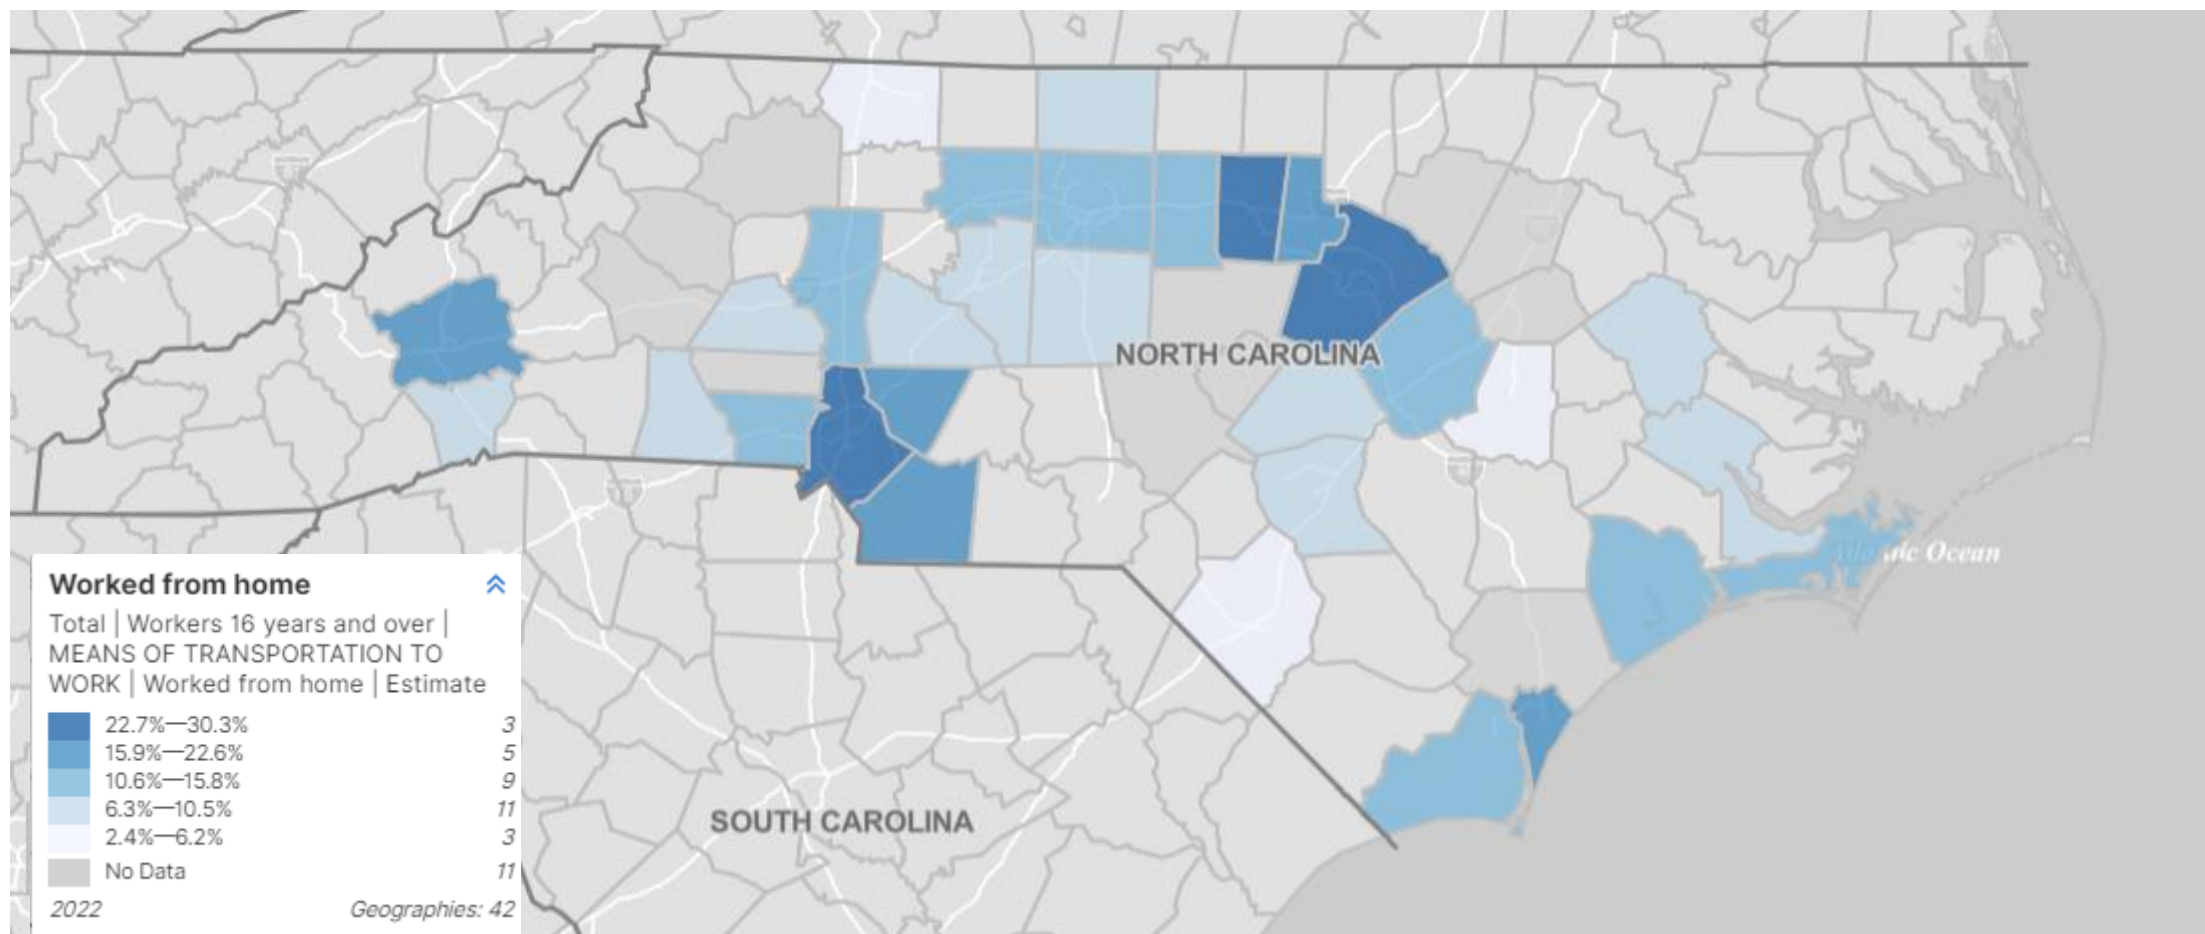 NORTH CAROLINA
Ocean
SOUTH CAROLINA
Worked from home
Total | Workers 16 years and over |
MEANS OF TRANSPORTATION TO
WORK | Worked from home | Estimate
22.7%—30.3% 3
15.9%—22.6% 5
10.6%—15.8% 9
6.3%—10.5% 11
2.4%—6.2% 3
No Data 11
2022 Geographies: 42